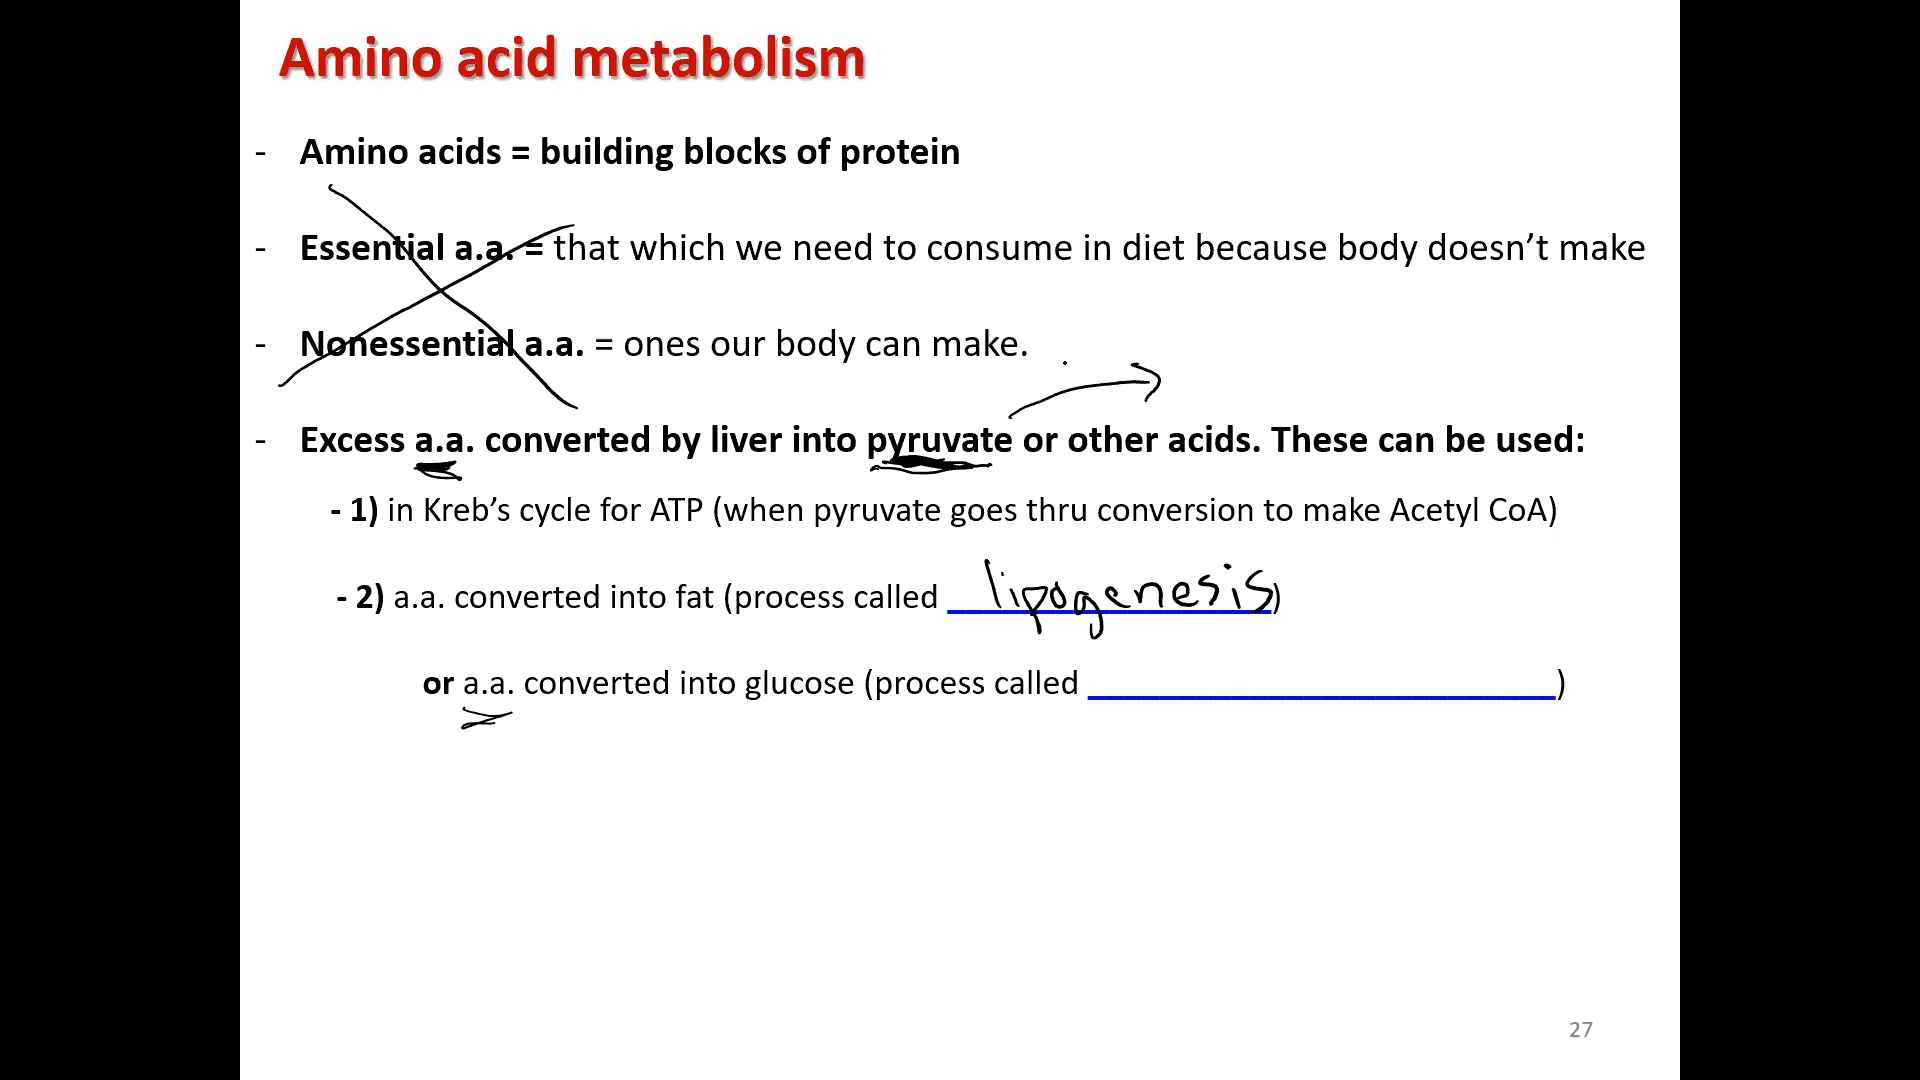 Amino acid metabolism
- Amino acids = building blocks of protein
- Essential a.a. = that which we need to consume in diet because body doesn’t make
- Nonessential a.a. = ones our body can make.
- Excess a.a. converted by liver into pyruvate or other acids. These can be used:
- 1) in Kreb’s cycle for ATP (when pyruvate goes thru conversion to make Acetyl CoA)
- 2) a.a. converted into fat (process called lipogenesis)
or a.a. converted into glucose (process called __________________________)
27